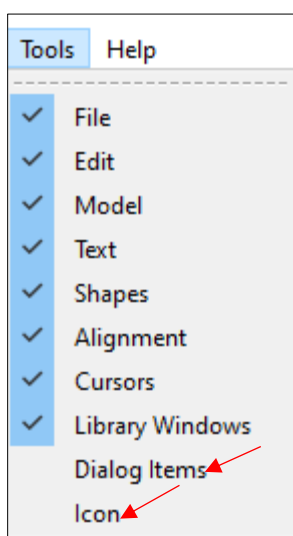 Tools Help
File
Edit
Model
Text
Shapes
Alignment
Cursors
Library Windows
Dialog Items
Icon